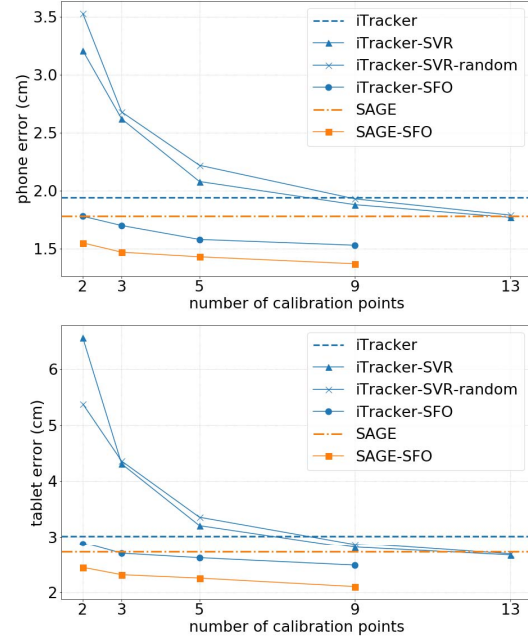 3.5
3.0
2.5
2.0
1.5
phone error (cm)
iTracker
iTracker-SVR
iTracker-SVR-random
iTracker-SFO
SAGE
SAGE-SFO
2 3 5 9 13
number of calibration points
6
5
4
3
2
tablet error (cm)
iTracker
iTracker-SVR
iTracker-SVR-random
iTracker-SFO
SAGE
SAGE-SFO
2 3 5 9 13
number of calibration points